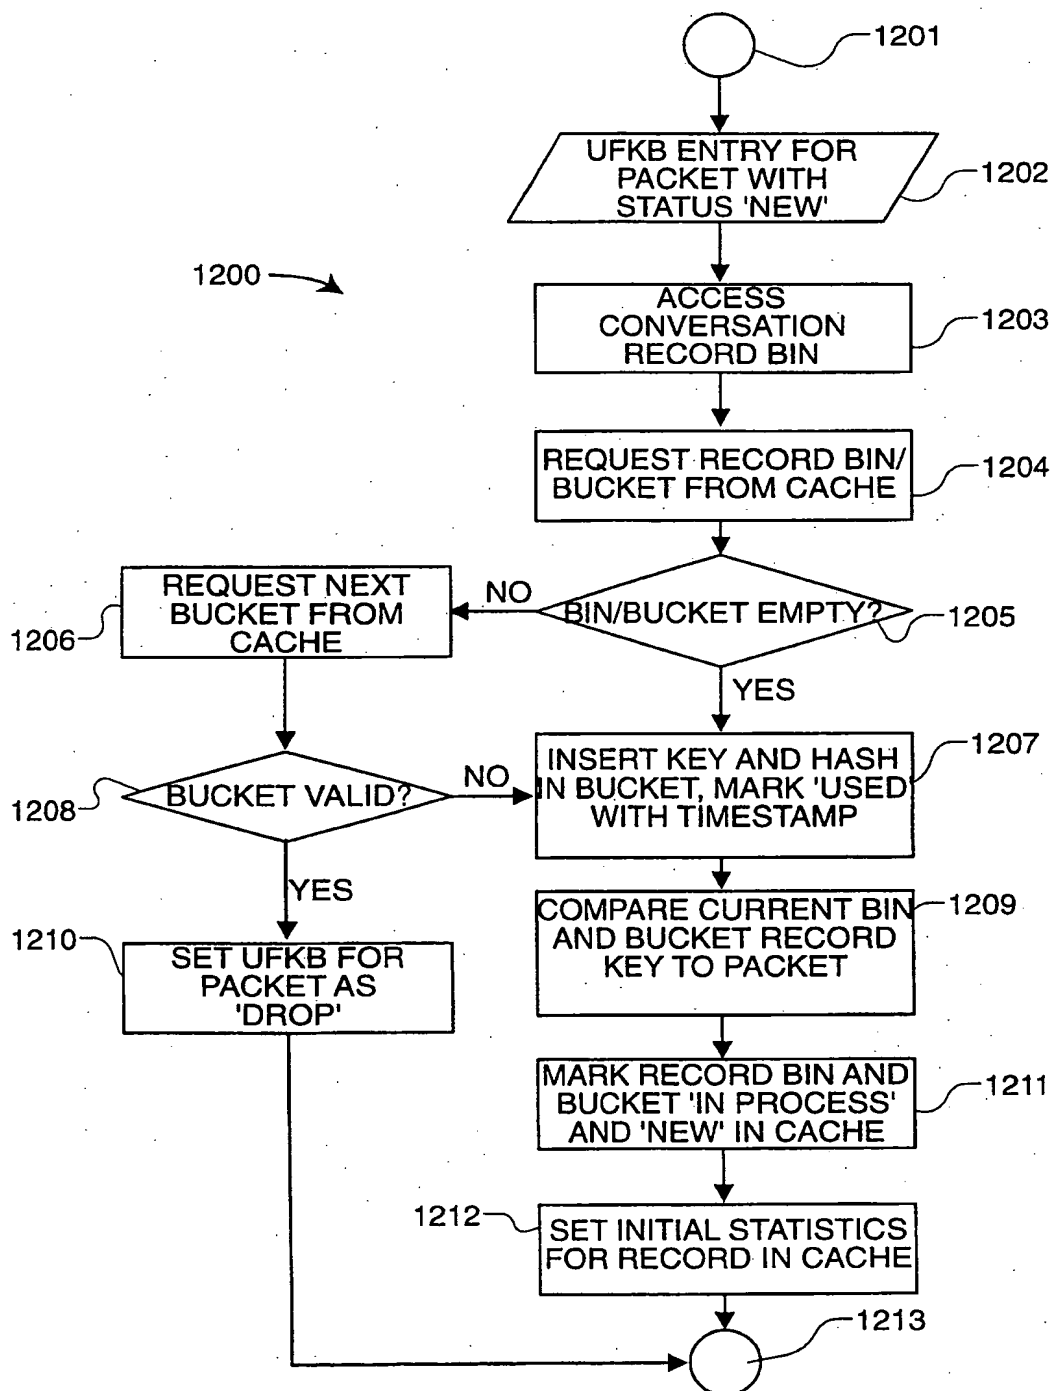 1201
UFKB ENTRY FOR
PACKET WITH
STATUS 'NEW'
1202
1200
ACCESS
CONVERSATION
RECORD BIN
1203
REQUEST RECORD BIN/
BUCKET FROM CACHE
1204
REQUEST NEXT
BUCKET FROM
CACHE
1206
NO
BIN/BUCKET EMPTY?
1205
YES
INSERT KEY AND HASH
IN BUCKET, MARK 'USED'
WITH TIMESTAMP
1207
BUCKET VALID?
1208
NO
YES
COMPARE CURRENT BIN
AND BUCKET RECORD
KEY TO PACKET
1209
1210
SET UFKB FOR
PACKET AS
'DROP'
MARK RECORD BIN AND
BUCKET 'IN PROCESS'
AND 'NEW' IN CACHE
1211
1212
SET INITIAL STATISTICS
FOR RECORD IN CACHE
1213